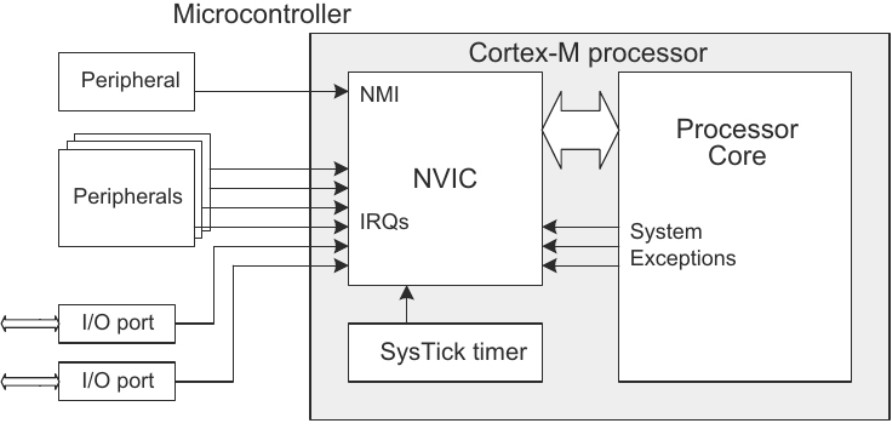 Microcontroller
Cortex-M processor
Peripheral
NMI
Processor
Core
NVIC
Peripherals
IRQs
System
Exceptions
I/O port
SysTick timer
I/O port